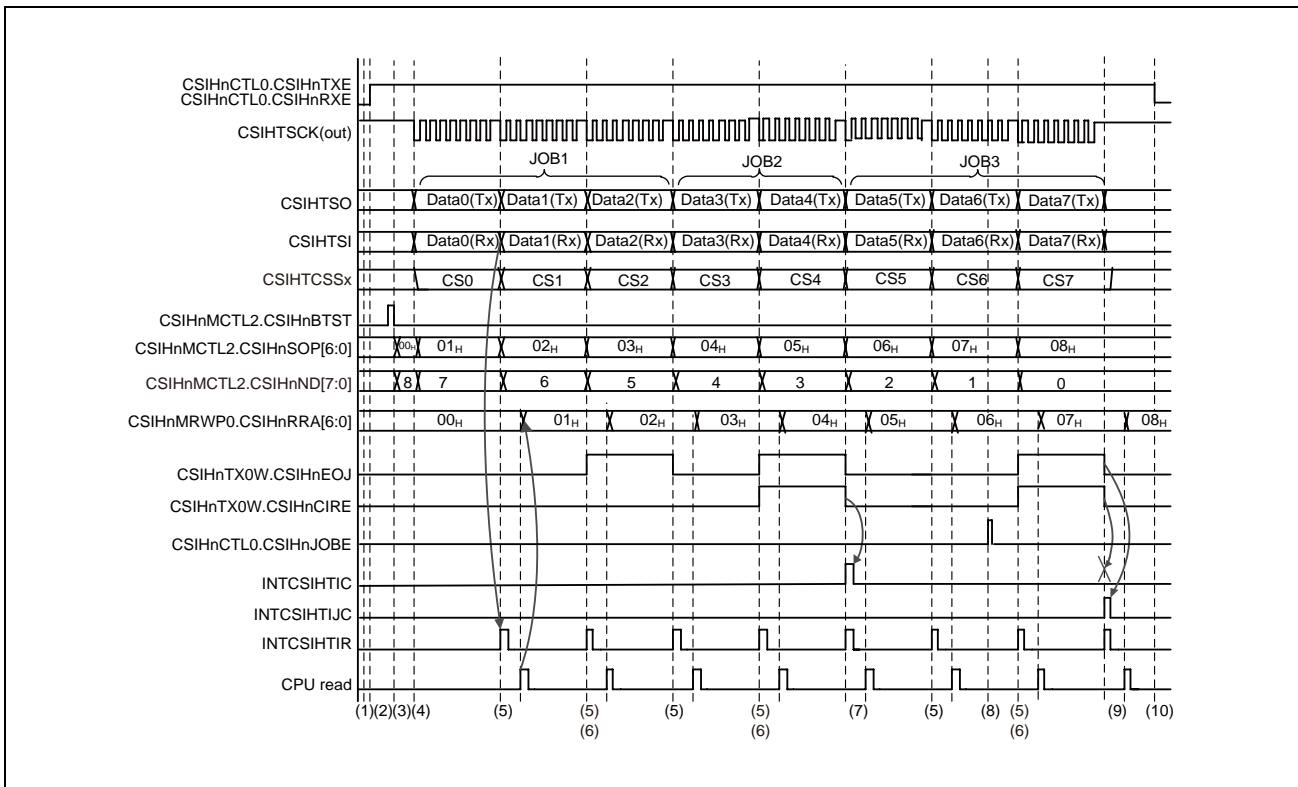 CSIHnCTL0.CSIHnTXE
CSIHnCTL0.CSIHnRXE
CSIHTSCK(out)
JOB1 JOB2 JOB3
CSIHTSO Data0(Tx) Data1(Tx) Data2(Tx) Data3(Tx) Data4(Tx) Data5(Tx) Data6(Tx) Data7(Tx)
CSIHTSI Data0(Rx) Data1(Rx) Data2(Rx) Data3(Rx) Data4(Rx) Data5(Rx) Data6(Rx) Data7(Rx)
CSIHTCSSx CS0 CS1 CS2 CS3 CS4 CS5 CS6 CS7
CSIHnMCTL2.CSIHnBTST
CSIHnMCTL2.CSIHnSOP[6:0] 00H 01H 02H 03H 04H 05H 06H 07H 08H
CSIHnMCTL2.CSIHnND[7:0] 8 7 6 5 4 3 2 1 0
CSIHnMRWP0.CSIHnRRA[6:0] 00H 01H 02H 03H 04H 05H 06H 07H 08H
CSIHnTX0W.CSIHnEOJ
CSIHnTX0W.CSIHnCIRE
CSIHnCTL0.CSIHnJOBE
INTCSIHTIC
INTCSIHTIJC
INTCSIHTIR
CPU read
(1) (2) (3) (4) (5) (5) (5) (5) (7) (5) (8) (5) (9) (10)
(6) (6) (6)